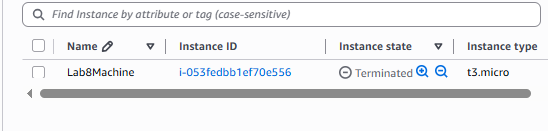 Find Instance by attribute or tag (case-sensitive)
Name Instance ID Instance state Instance type
Lab8Machine i-053fedbb1ef70e556 Terminated t3.micro